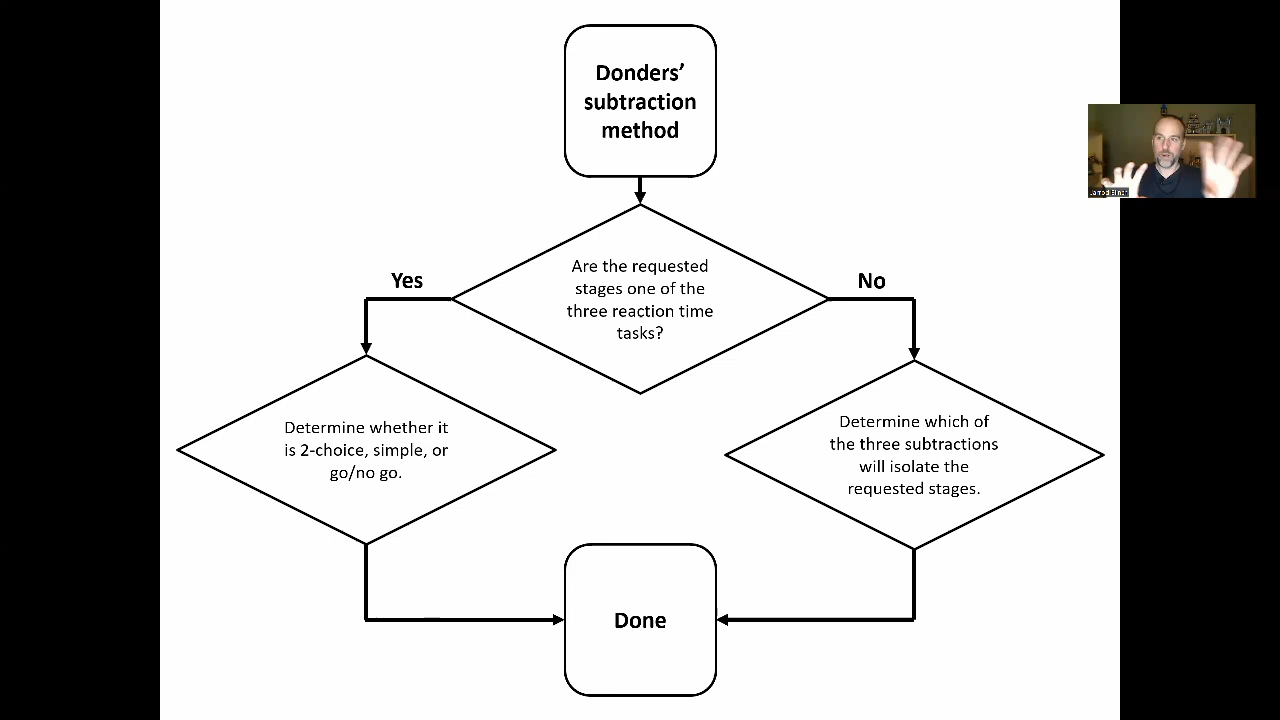 Donders’
subtraction
method
Are the requested
stages one of the
three reaction time
tasks?
Yes
No
Determine whether it
is 2-choice, simple, or
go/no go.
Determine which of
the three subtractions
will isolate the
requested stages.
Done
Jarrod Blinch